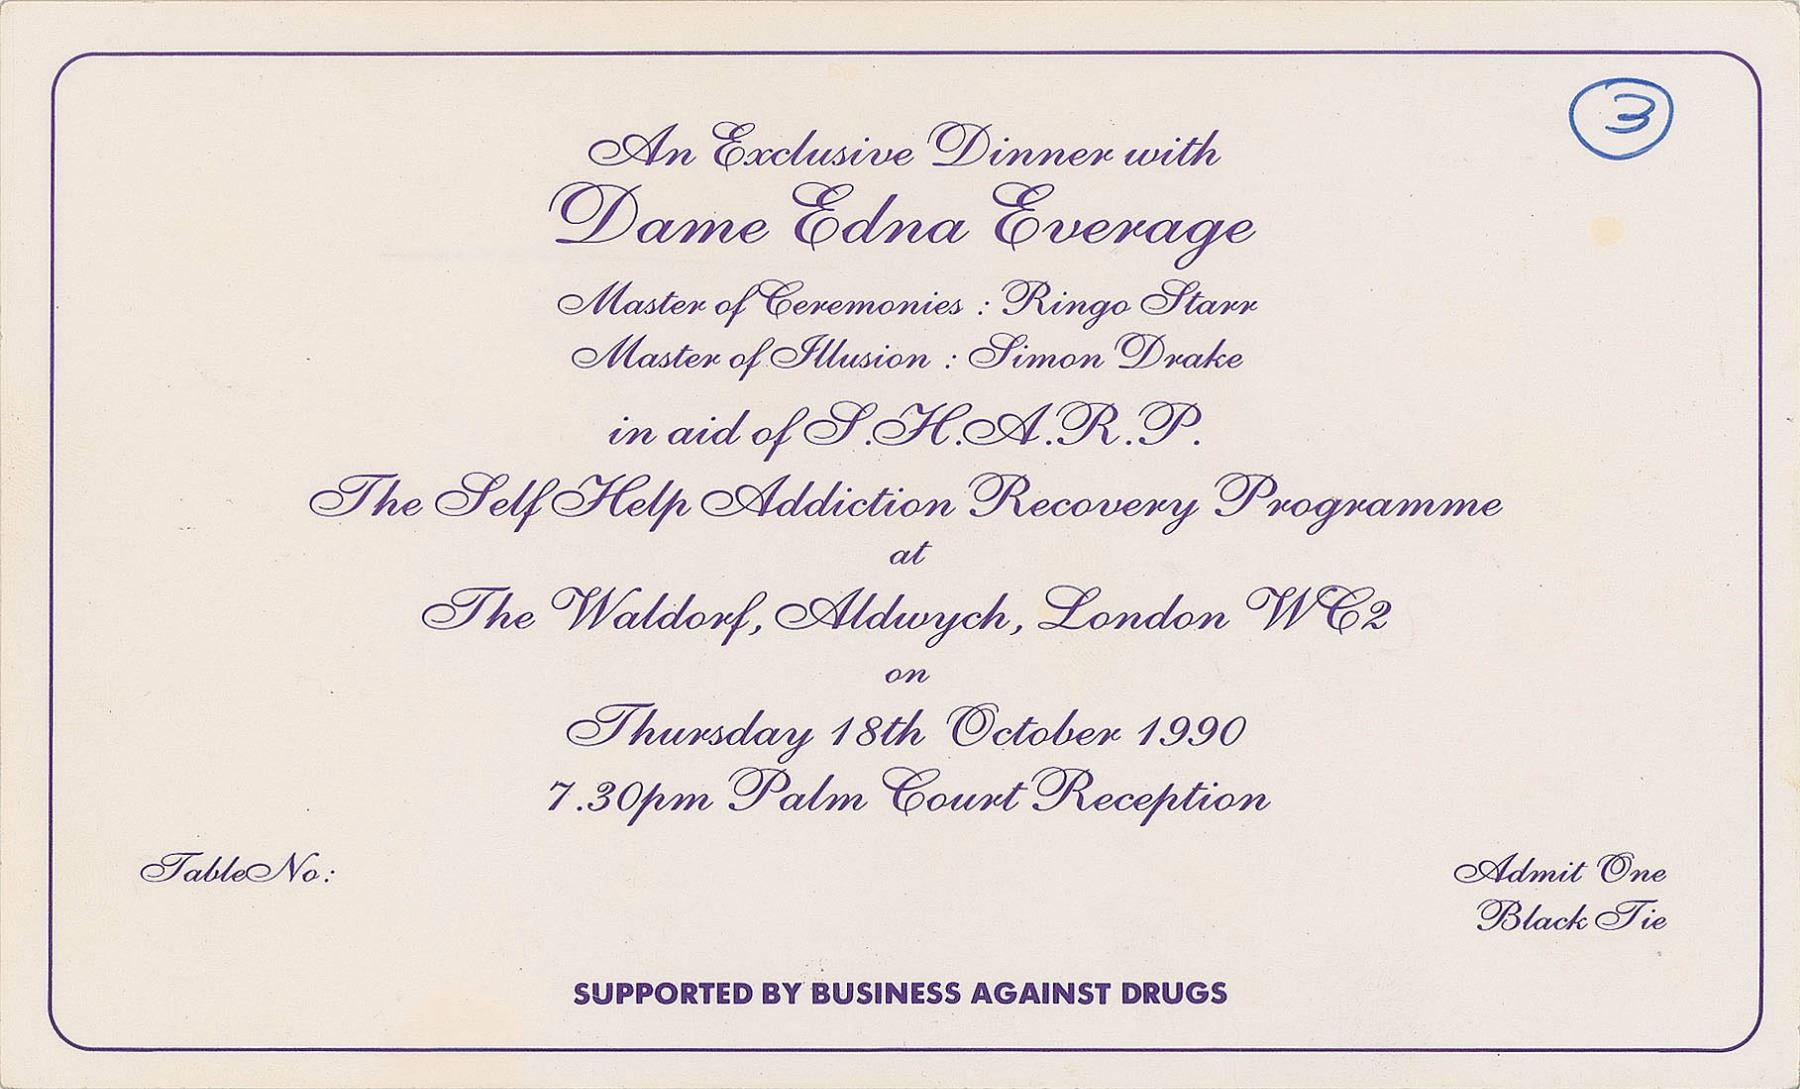 3
An Exclusive Dinner with
Dame Edna Everage
Master of Ceremonies : Ringo Starr
Master of Illusion : Simon Drake
in aid of S.H.A.R.P.
The Self Help Addiction Recovery Programme
at
The Waldorf, Aldwych, London WC2
on
Thursday 18th October 1990
7.30pm Palm Court Reception
Table No:
Admit One
Black Tie
SUPPORTED BY BUSINESS AGAINST DRUGS